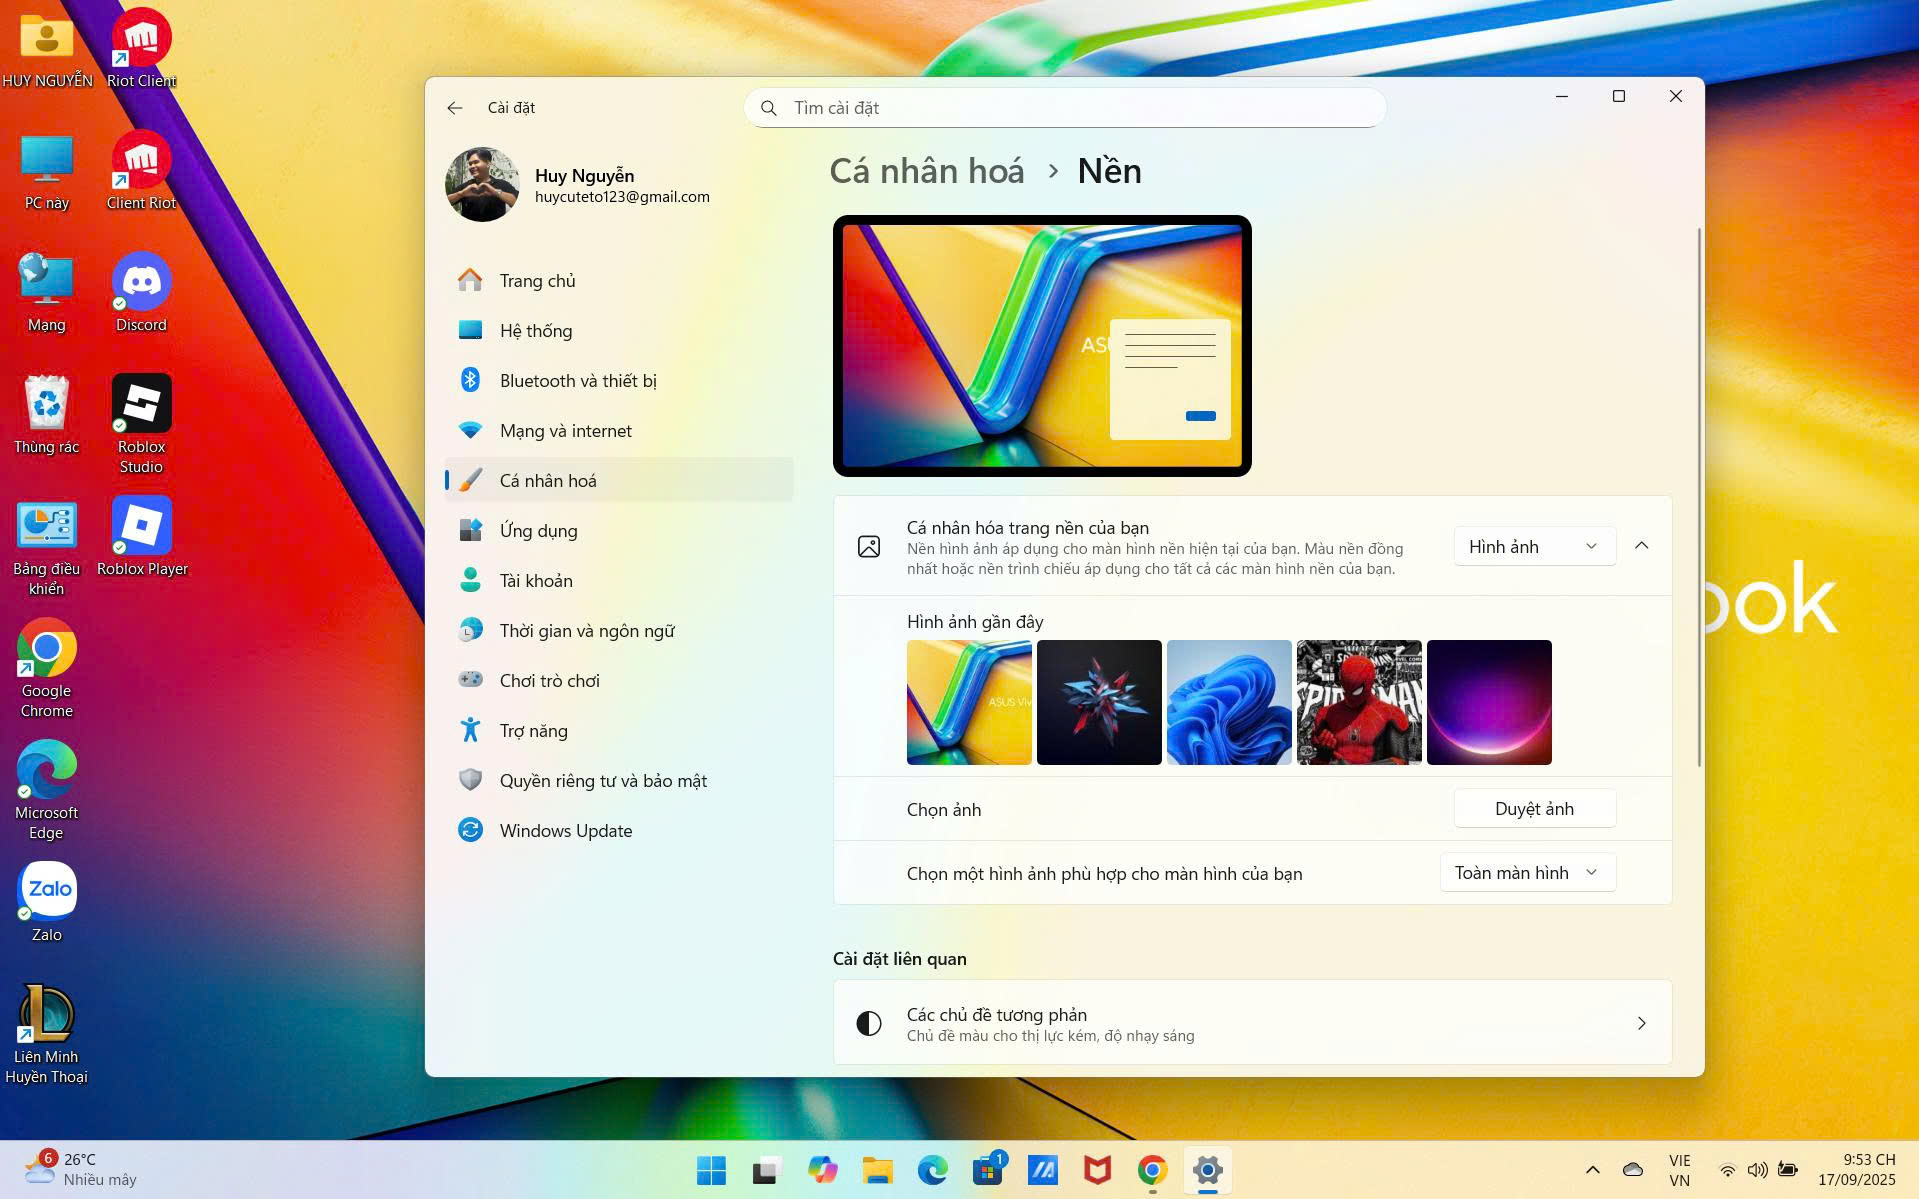 HUY NGUYỄN
Riot Client
PC này
Client Riot
Mạng
Discord
Thùng rác
Roblox
Studio
Bảng điều
khiển
Roblox Player
Google
Chrome
Microsoft
Edge
Zalo
Zalo
Liên Minh
Huyền Thoại
Cài đặt
Tìm cài đặt
Huy Nguyễn
huycuteto123@gmail.com
Trang chủ
Hệ thống
Bluetooth và thiết bị
Mạng và internet
Cá nhân hoá
Ứng dụng
Tài khoản
Thời gian và ngôn ngữ
Chơi trò chơi
Trợ năng
Quyền riêng tư và bảo mật
Windows Update
Cá nhân hoá › Nền
ASU
Cá nhân hóa trang nền của bạn
Nền hình ảnh áp dụng cho màn hình nền hiện tại của bạn. Màu nền đồng
nhất hoặc nền trình chiếu áp dụng cho tất cả các màn hình nền của bạn.
Hình ảnh
Hình ảnh gần đây
ASUS Viv
SPIDER-MAN
Chọn ảnh
Duyệt ảnh
Chọn một hình ảnh phù hợp cho màn hình của bạn
Toàn màn hình
Cài đặt liên quan
Các chủ đề tương phản
Chủ đề màu cho thị lực kém, độ nhạy sáng
ook
6
26°C
Nhiều mây
1
VIE
VN
9:53 CH
17/09/2025